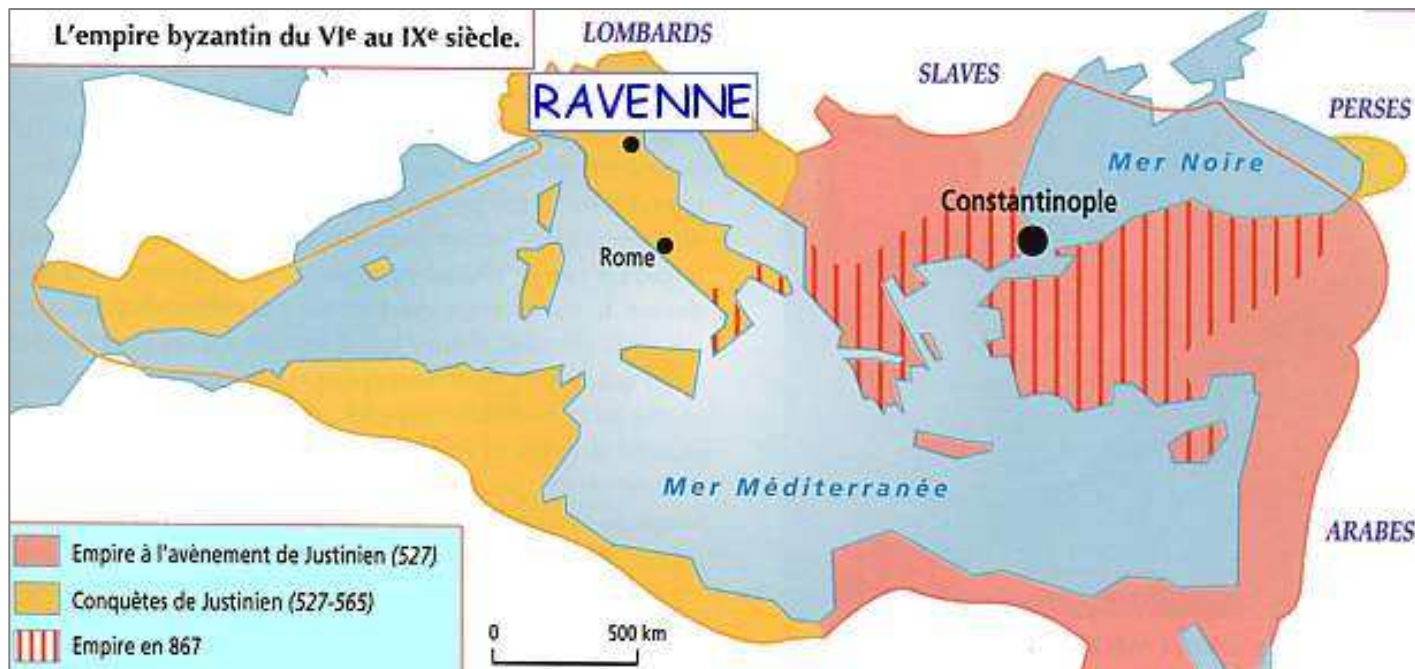 L'empire byzantin du VIe au IXe siècle.
LOMBARDS
SLAVES
RAVENNE
PERSES
Mer Noire
Constantinople
Rome
Mer Méditerranée
ARABES
Empire à l'avènement de Justinien (527)
Conquêtes de Justinien (527-565)
Empire en 867
0 500 km